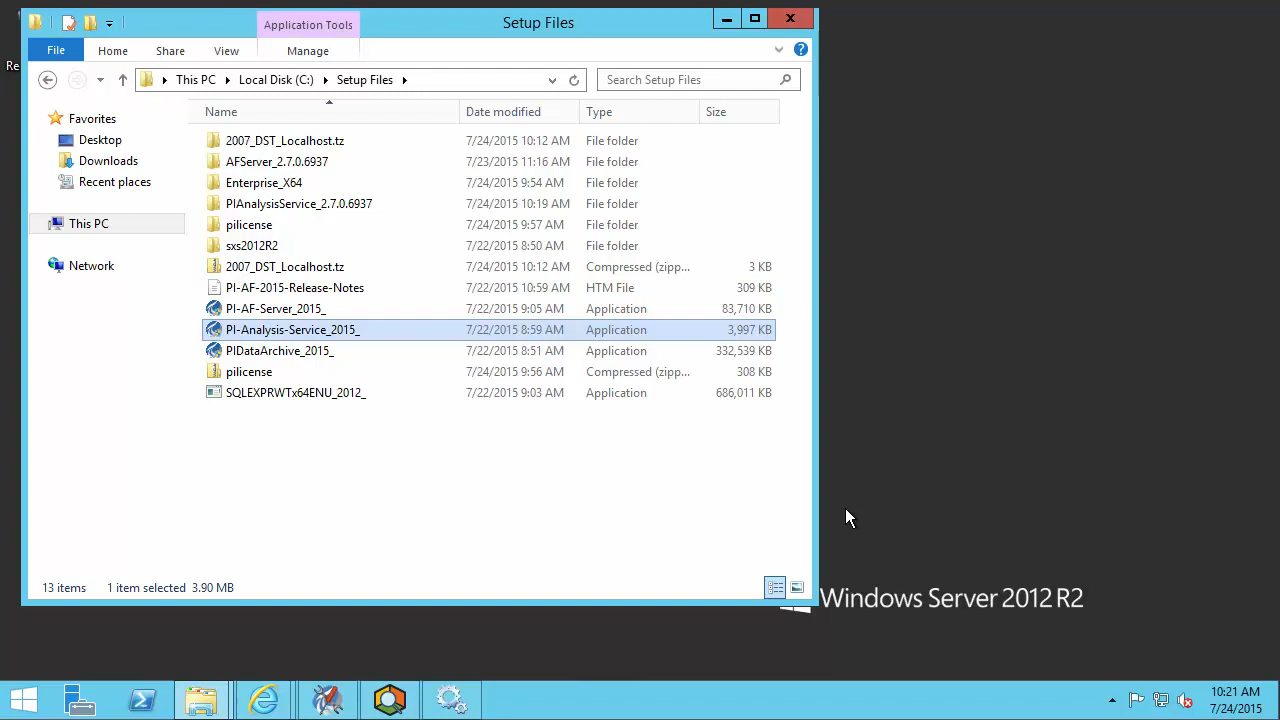 Application Tools
Setup Files
File
Home
Share
View
Manage
This PC
Local Disk (C:)
Setup Files
Search Setup Files
Re
Name
Date modified
Type
Size
Favorites
Desktop
Downloads
Recent places
This PC
Network
2007_DST_Localhost.tz 7/24/2015 10:12 AM File folder
AFServer_2.7.0.6937 7/23/2015 11:16 AM File folder
Enterprise_X64 7/24/2015 9:54 AM File folder
PIAnalysisService_2.7.0.6937 7/24/2015 10:19 AM File folder
pilicense 7/24/2015 9:57 AM File folder
sxs2012R2 7/22/2015 8:50 AM File folder
2007_DST_Localhost.tz 7/24/2015 10:12 AM Compressed (zipp... 3 KB
PI-AF-2015-Release-Notes 7/22/2015 10:59 AM HTM File 309 KB
PI-AF-Server_2015_ 7/22/2015 9:05 AM Application 83,710 KB
PI-Analysis-Service_2015_ 7/22/2015 8:59 AM Application 3,997 KB
PIDataArchive_2015_ 7/22/2015 8:51 AM Application 332,539 KB
pilicense 7/24/2015 9:56 AM Compressed (zipp... 308 KB
SQLEXPRWTx64ENU_2012_ 7/22/2015 9:03 AM Application 686,011 KB
13 items 1 item selected 3.90 MB
Windows Server 2012 R2
10:21 AM
7/24/2015